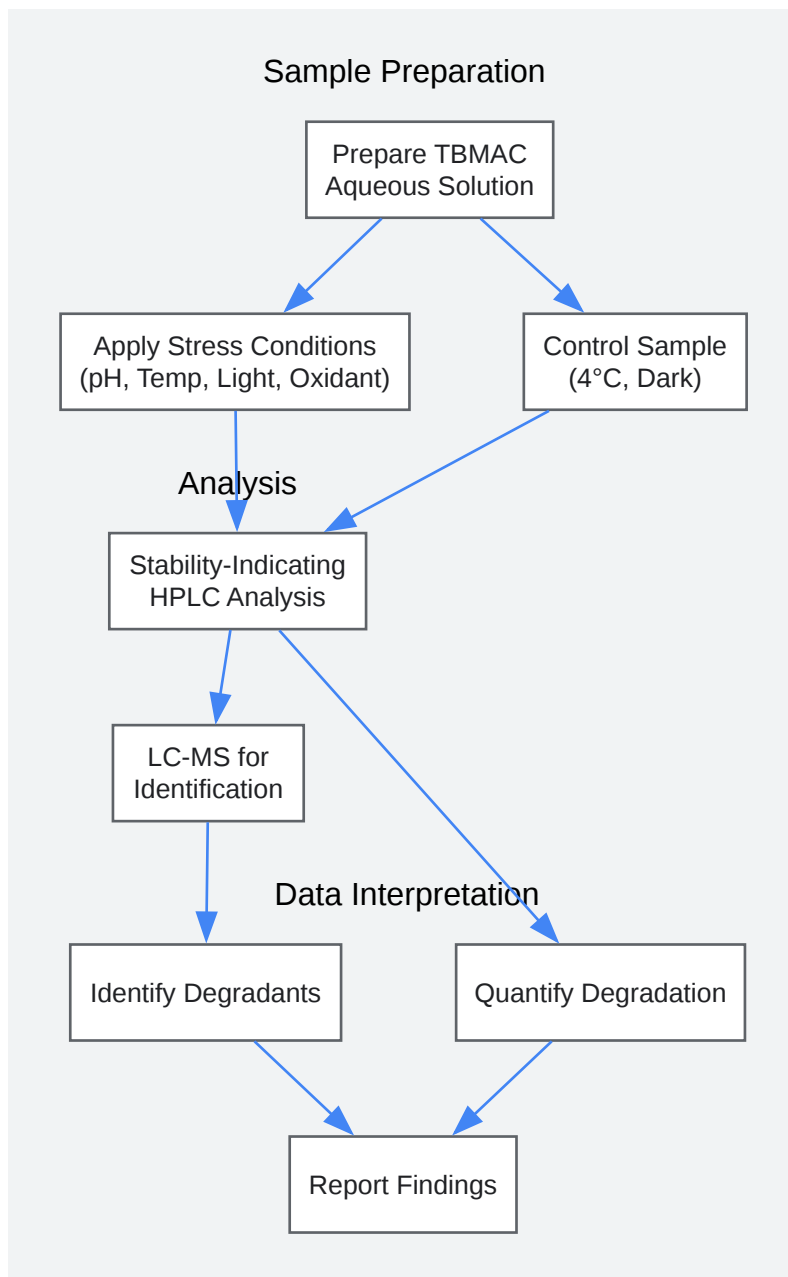 Sample Preparation
Prepare TBMAC
Aqueous Solution
Apply Stress Conditions
(pH, Temp, Light, Oxidant)
Control Sample
(4°C, Dark)
Analysis
Stability-Indicating
HPLC Analysis
LC-MS for
Identification
Data Interpretation
Identify Degradants
Quantify Degradation
Report Findings